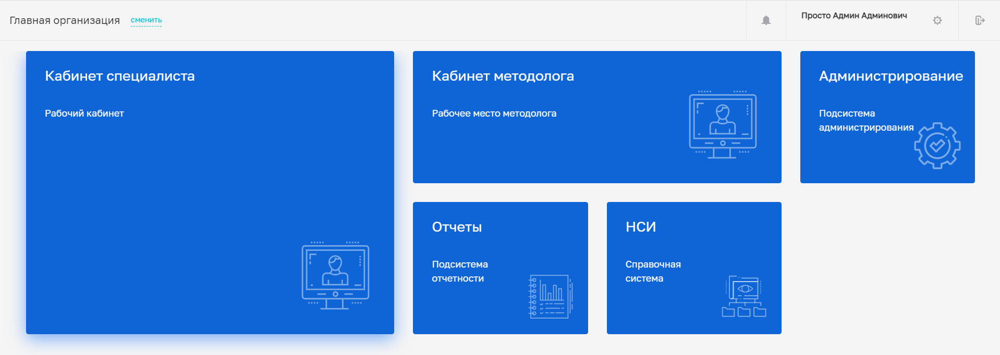 Главная организация сменить
Просто Админ Админович
Кабинет специалиста
Рабочий кабинет
Кабинет методолога
Рабочее место методолога
Администрирование
Подсистема
администрирования
Отчеты
Подсистема
отчетности
НСИ
Справочная
система